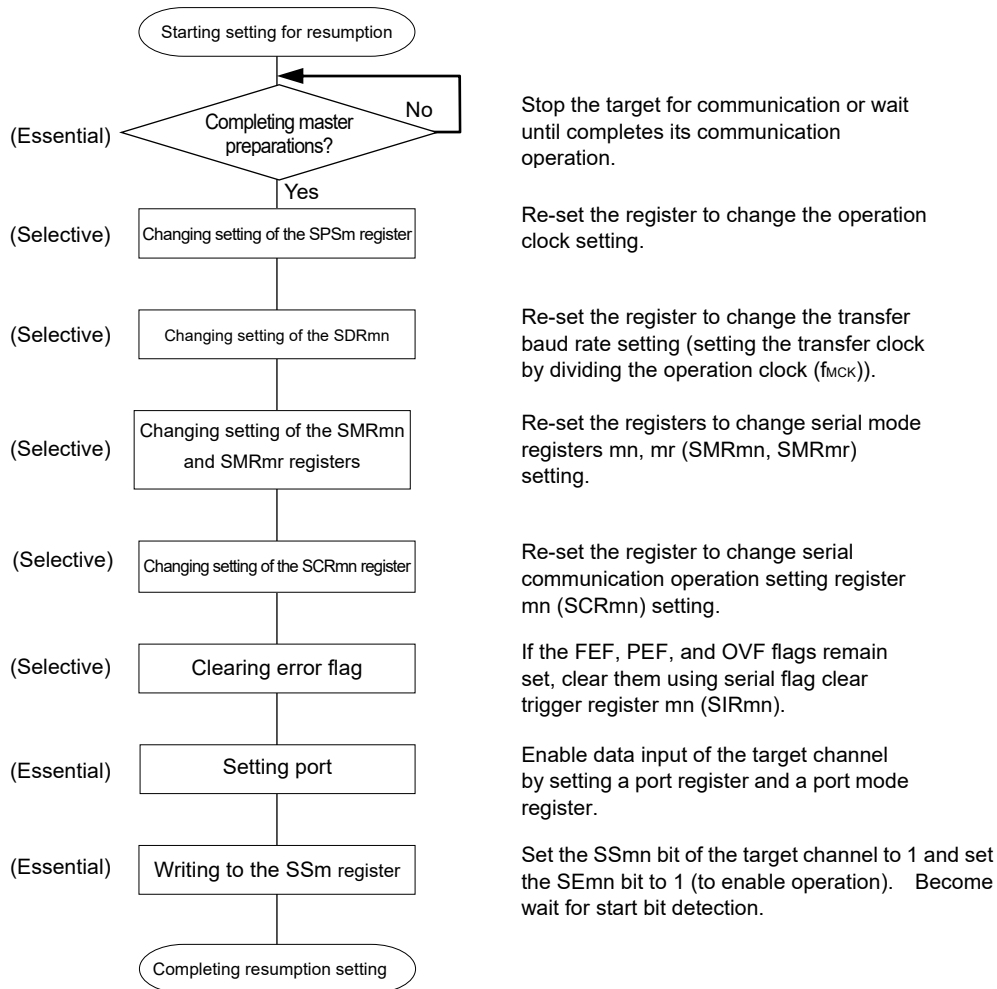 Starting setting for resumption
No
(Essential)
Completing master
preparations?
Stop the target for communication or wait
until completes its communication
operation.
Yes
(Selective)
Changing setting of the SPSm register
Re-set the register to change the operation
clock setting.
(Selective)
Changing setting of the SDRmn
Re-set the register to change the transfer
baud rate setting (setting the transfer clock
by dividing the operation clock (fMCK)).
(Selective)
Changing setting of the SMRmn
and SMRmr registers
Re-set the registers to change serial mode
registers mn, mr (SMRmn, SMRmr)
setting.
(Selective)
Changing setting of the SCRmn register
Re-set the register to change serial
communication operation setting register
mn (SCRmn) setting.
(Selective)
Clearing error flag
If the FEF, PEF, and OVF flags remain
set, clear them using serial flag clear
trigger register mn (SIRmn).
(Essential)
Setting port
Enable data input of the target channel
by setting a port register and a port mode
register.
(Essential)
Writing to the SSm register
Set the SSmn bit of the target channel to 1 and set
the SEmn bit to 1 (to enable operation). Become
wait for start bit detection.
Completing resumption setting